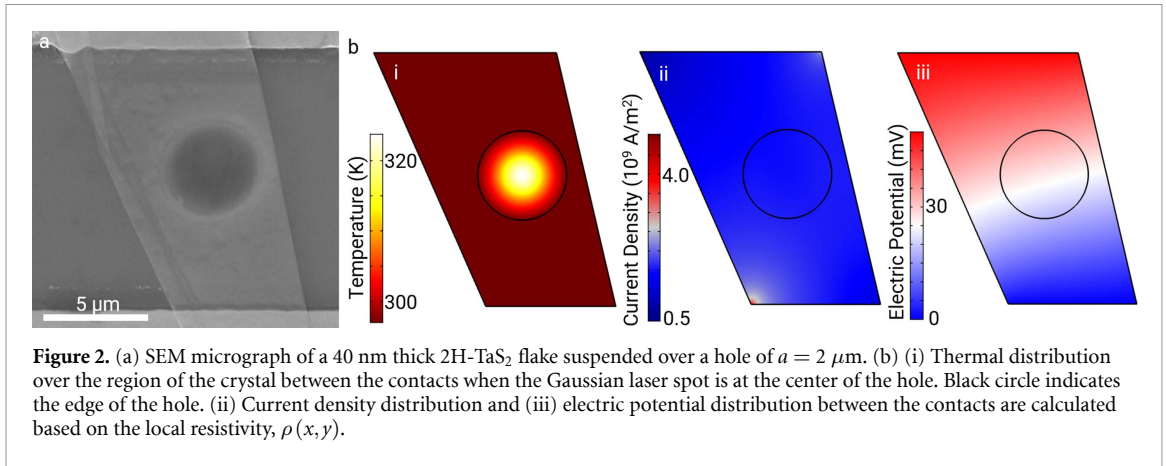 a
5 μm
b
i
Temperature (K)
320
300
ii
Current Density (10⁹ A/m²)
4.0
0.5
iii
Electric Potential (mV)
30
0
Figure 2. (a) SEM micrograph of a 40 nm thick 2H-TaS₂ flake suspended over a hole of a = 2 μm. (b) (i) Thermal distribution
over the region of the crystal between the contacts when the Gaussian laser spot is at the center of the hole. Black circle indicates
the edge of the hole. (ii) Current density distribution and (iii) electric potential distribution between the contacts are calculated
based on the local resistivity, ρ(x,y).